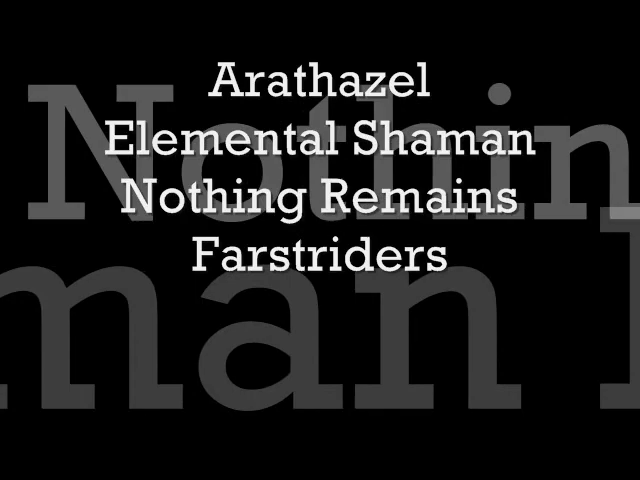 Arathazel
Elemental Shaman
Nothing Remains
Farstriders